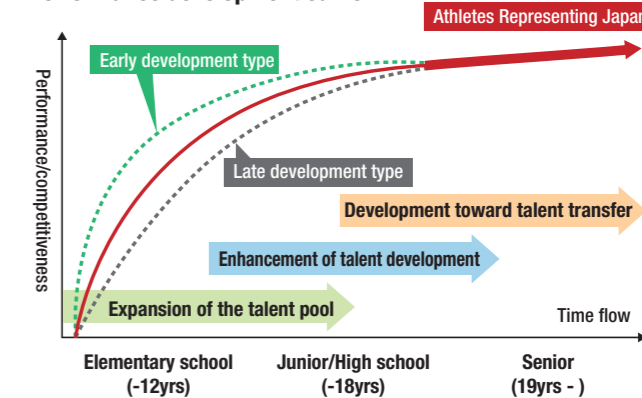 Athletes Representing Japan
Early development type
Performance/competitiveness
Late development type
Development toward talent transfer
Enhancement of talent development
Expansion of the talent pool
Time flow
Elementary school
(-12yrs)
Junior/High school
(-18yrs)
Senior
(19yrs - )